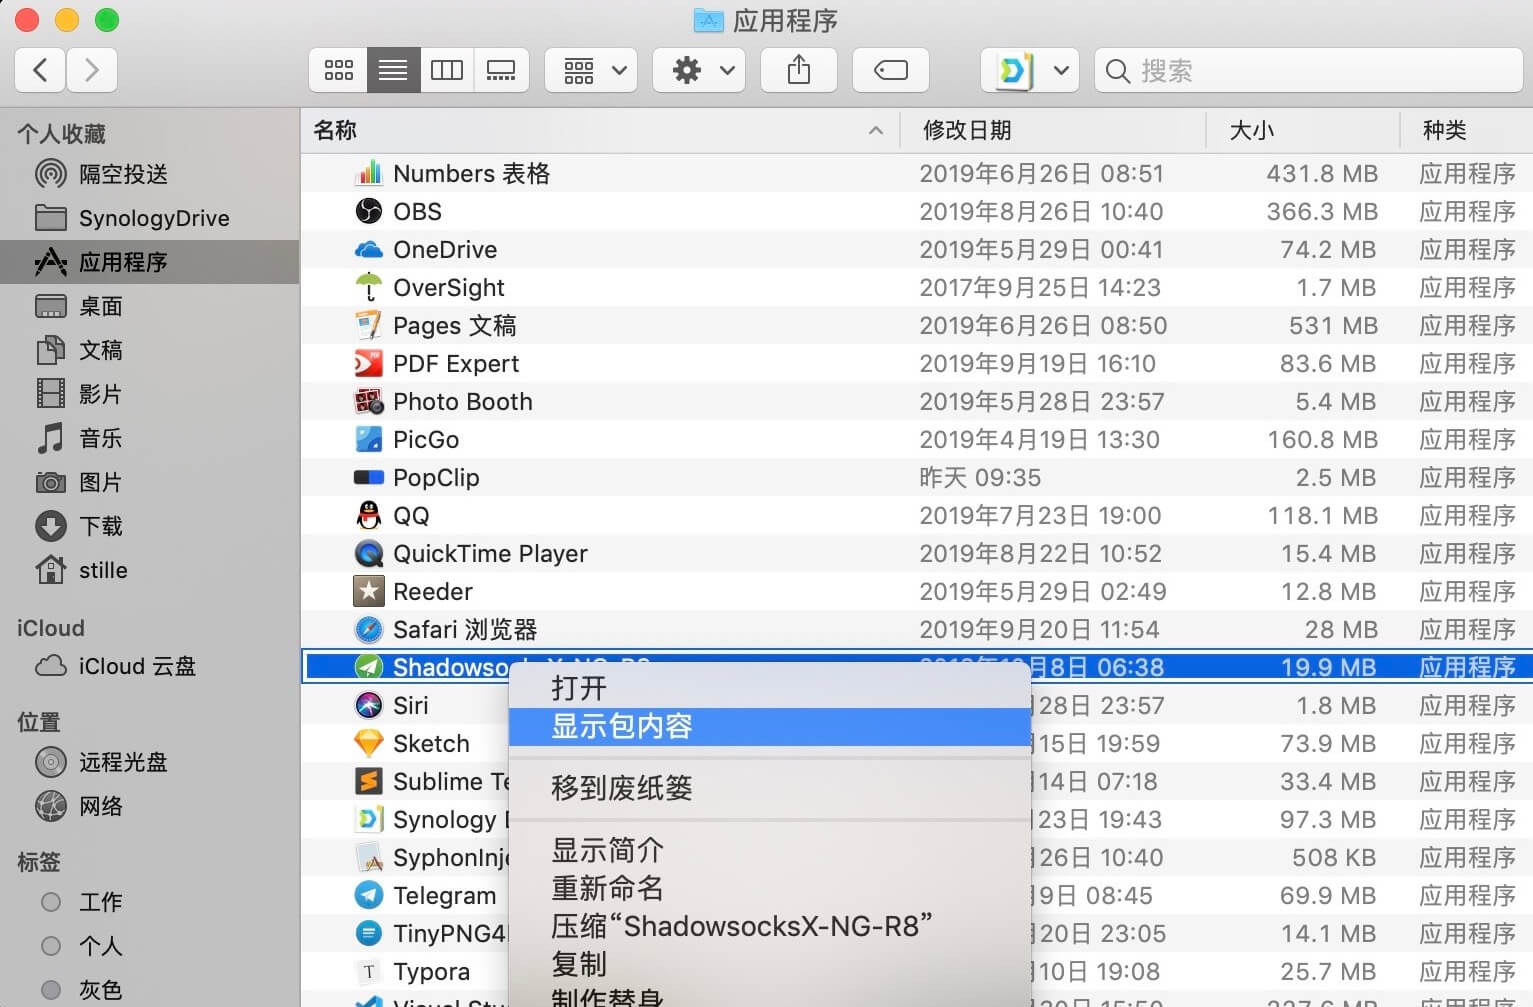 应用程序
搜索
个人收藏
隔空投送
SynologyDrive
应用程序
桌面
文稿
影片
音乐
图片
下载
stille
iCloud
iCloud 云盘
位置
远程光盘
网络
标签
工作
个人
灰色
名称 修改日期 大小 种类
Numbers 表格 2019年6月26日 08:51 431.8 MB 应用程序
OBS 2019年8月26日 10:40 366.3 MB 应用程序
OneDrive 2019年5月29日 00:41 74.2 MB 应用程序
OverSight 2017年9月25日 14:23 1.7 MB 应用程序
Pages 文稿 2019年6月26日 08:50 531 MB 应用程序
PDF Expert 2019年9月19日 16:10 83.6 MB 应用程序
Photo Booth 2019年5月28日 23:57 5.4 MB 应用程序
PicGo 2019年4月19日 13:30 160.8 MB 应用程序
PopClip 昨天 09:35 2.5 MB 应用程序
QQ 2019年7月23日 19:00 118.1 MB 应用程序
QuickTime Player 2019年8月22日 10:52 15.4 MB 应用程序
Reeder 2019年5月29日 02:49 12.8 MB 应用程序
Safari 浏览器 2019年9月20日 11:54 28 MB 应用程序
ShadowsocksX-NG-R8 月8日 06:38 19.9 MB 应用程序
Siri 28日 23:57 1.8 MB 应用程序
Sketch 15日 19:59 73.9 MB 应用程序
Sublime Te 14日 07:18 33.4 MB 应用程序
Synology 23日 19:43 97.3 MB 应用程序
SyphonInje 26日 10:40 508 KB 应用程序
Telegram 9日 08:45 69.9 MB 应用程序
TinyPNG4 20日 23:05 14.1 MB 应用程序
Typora 10日 19:08 25.7 MB 应用程序
打开
显示包内容
移到废纸篓
显示简介
重新命名
压缩“ShadowsocksX-NG-R8”
复制
制作替身